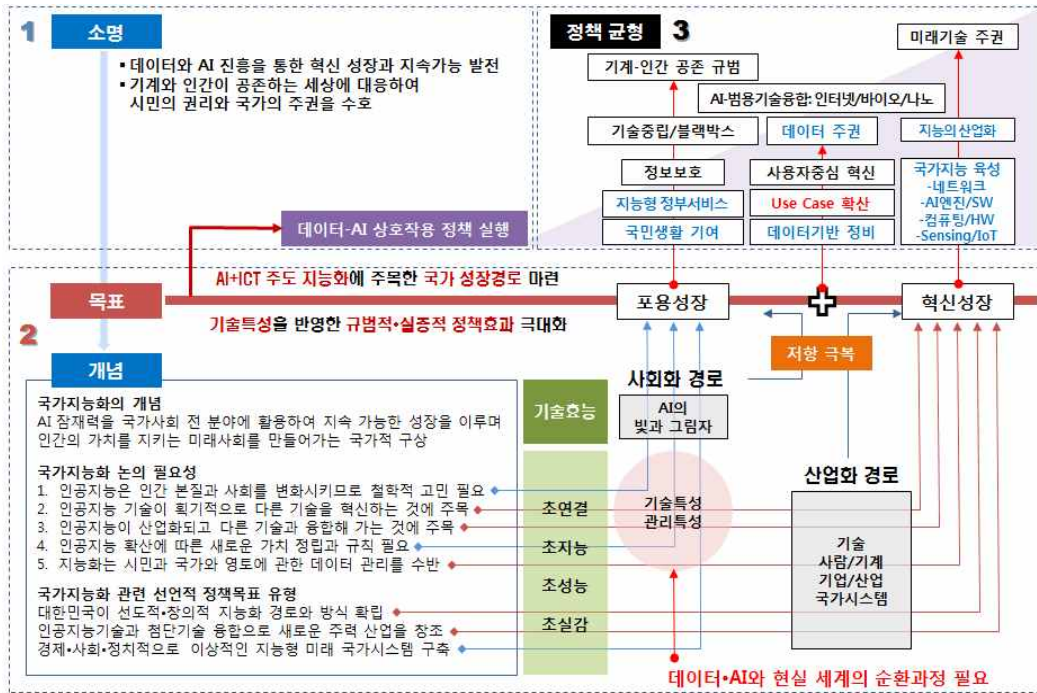 1
소명
▪ 데이터와 AI 진흥을 통한 혁신 성장과 지속가능 발전
▪ 기계와 인간이 공존하는 세상에 대응하여
시민의 권리와 국가의 주권을 수호
데이터-AI 상호작용 정책 실행
정책 균형 3
미래기술 주권
기계-인간 공존 규범
AI-범용기술융합: 인터넷/바이오/나노
기술중립/블랙박스
데이터 주권
지능의산업화
정보보호
사용자중심 혁신
국가지능 육성
-네트워크
-AI엔진/SW
-컴퓨팅/HW
-Sensing/IoT
지능형 정부서비스
Use Case 확산
국민생활 기여
데이터기반 정비
AI+ICT 주도 지능화에 주목한 국가 성장경로 마련
목표
포용성장
혁신성장
2
기술특성을 반영한 규범적•실증적 정책효과 극대화
저항 극복
개념
국가지능화의 개념
AI 잠재력을 국가사회 전 분야에 활용하여 지속 가능한 성장을 이루며
인간의 가치를 지키는 미래사회를 만들어가는 국가적 구상
국가지능화 논의 필요성
1. 인공지능은 인간 본질과 사회를 변화시키므로 철학적 고민 필요
2. 인공지능 기술이 획기적으로 다른 기술을 혁신하는 것에 주목
3. 인공지능이 산업화되고 다른 기술과 융합해 가는 것에 주목
4. 인공지능 확산에 따른 새로운 가치 정립과 규칙 필요
5. 지능화는 시민과 국가와 영토에 관한 데이터 관리를 수반
국가지능화 관련 선언적 정책목표 유형
대한민국이 선도적•창의적 지능화 경로와 방식 확립
인공지능기술과 첨단기술 융합으로 새로운 주력 산업을 창조
경제•사회•정치적으로 이상적인 지능형 미래 국가시스템 구축
기술효능
초연결
초지능
초성능
초실감
사회화 경로
AI의
빛과 그림자
기술특성
관리특성
산업화 경로
기술
사람/기계
기업/산업
국가시스템
데이터•AI와 현실 세계의 순환과정 필요